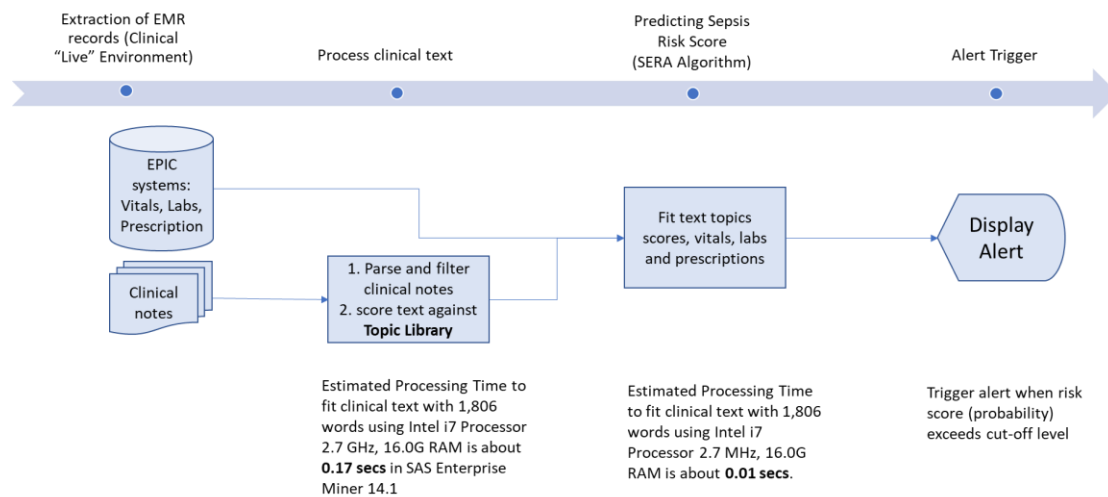 Extraction of EMR
records (Clinical
“Live” Environment)
Process clinical text
Predicting Sepsis
Risk Score
(SERA Algorithm)
Alert Trigger
EPIC
systems:
Vitals, Labs,
Prescription
Clinical
notes
1. Parse and filter
clinical notes
2. score text against
Topic Library
Fit text topics
scores, vitals, labs
and prescriptions
Display
Alert
Estimated Processing Time to
fit clinical text with 1,806
words using Intel i7 Processor
2.7 GHz, 16.0G RAM is about
0.17 secs in SAS Enterprise
Miner 14.1
Estimated Processing Time
to fit clinical text with 1,806
words using Intel i7
Processor 2.7 MHz, 16.0G
RAM is about 0.01 secs.
Trigger alert when risk
score (probability)
exceeds cut-off level